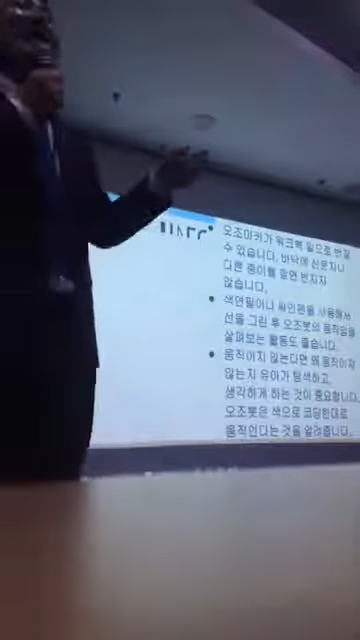 • 오조마커가 워크북 밑으로 번질
수 있습니다. 바닥에 신문지나
다른 종이를 깔면 번지지
않습니다.
• 색연필이나 싸인펜을 사용해서
선을 그린 후 오조봇의 움직임을
살펴보는 활동도 좋습니다.
• 움직이지 않는다면 왜 움직이지
않는지 유아가 탐색하고,
생각하게 하는 것이 중요합니다.
오조봇은 색으로 코딩한대로
움직인다는 것을 알려줍니다.